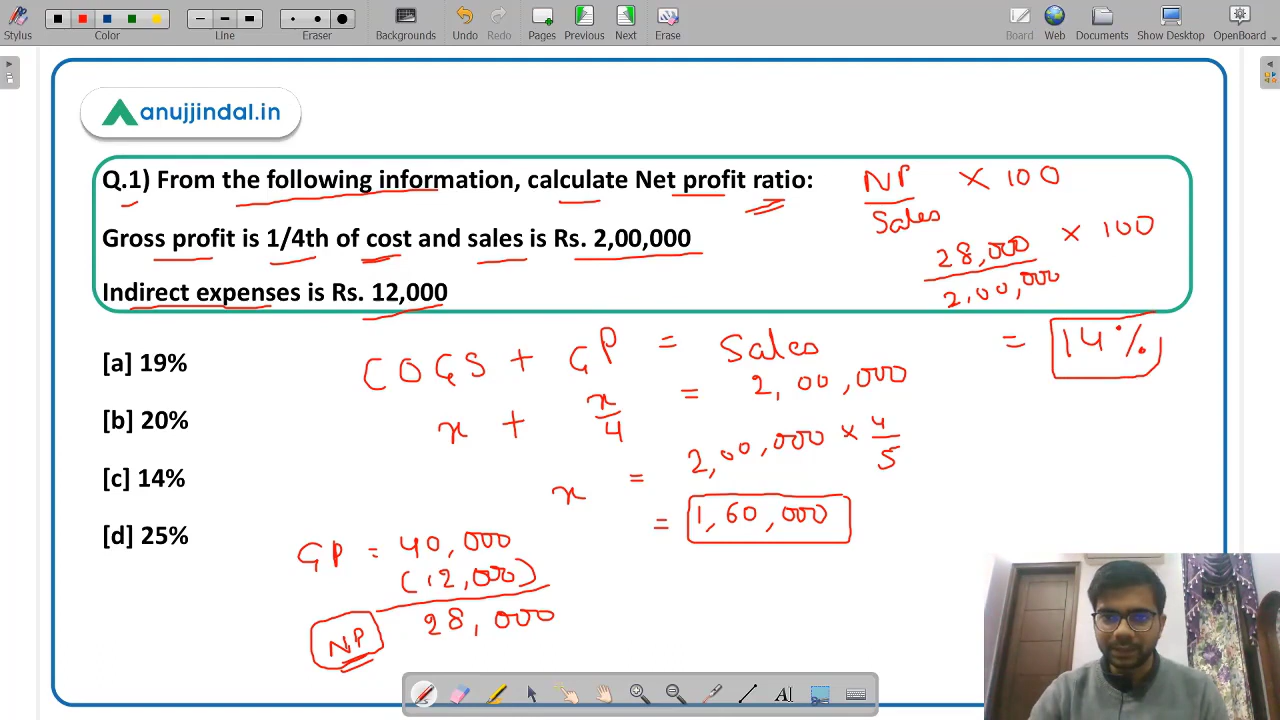 Stylus
Color
Line
Eraser
Backgrounds
Undo
Redo
Pages
Previous
Next
Erase
Board
Web
Documents
Show Desktop
OpenBoard
anujjindal.in
Q.1) From the following information, calculate Net profit ratio:
Gross profit is 1/4th of cost and sales is Rs. 2,00,000
Indirect expenses is Rs. 12,000
NP × 100
Sales
28,000 × 100
2,00,000
= 14%
[a] 19%
[b] 20%
[c] 14%
[d] 25%
COGS + GP = Sales
x + x/4 = 2,00,000
x = 2,00,000 × 4/5
= 1,60,000
GP = 40,000
(12,000)
NP 28,000
AI